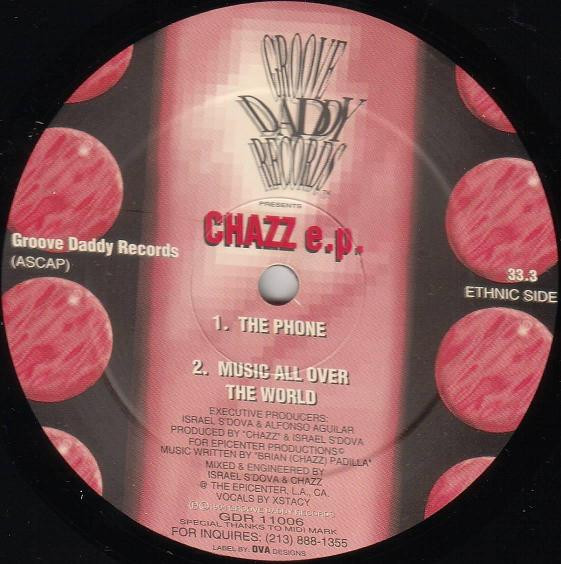 GROOVE
DADDY
RECORDS
PRESENTS
CHAZZ e.p.
Groove Daddy Records
(ASCAP)
33.3
ETHNIC SIDE
1. THE PHONE
2. MUSIC ALL OVER
THE WORLD
EXECUTIVE PRODUCERS:
ISRAEL S'DOVA & ALFONSO AGUILAR
PRODUCED BY "CHAZZ" & ISRAEL S'DOVA
FOR EPICENTER PRODUCTIONS©
MUSIC WRITTEN BY "BRIAN (CHAZZ) PADILLA"
MIXED & ENGINEERED BY
ISRAEL S'DOVA & CHAZZ
@ THE EPICENTER, L.A., CA.
VOCALS BY XSTACY
GROOVE DADDY RECORDS
GDR 11006
SPECIAL THANKS TO MIDI MARK
FOR INQUIRES: (213) 888-1355
LABEL BY: OVA DESIGNS